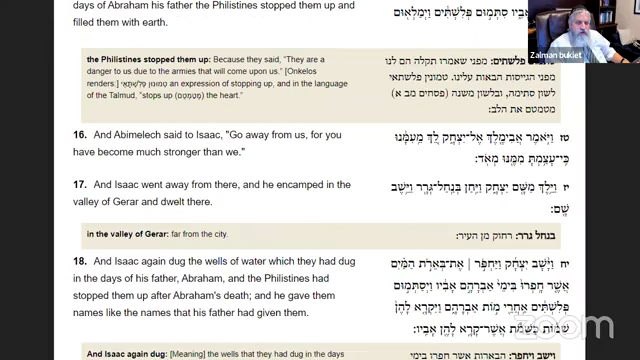 days of Abraham his father the Philistines stopped them up and
filled them with earth.
אָבִיו סִתְּמוּם פְּלִשְׁתִּים וַיְמַלְאוּם
Zalman bukiet
the Philistines stopped them up: Because they said, "They are a
danger to us due to the armies that will come upon us." [Onkelos
renders:] טַמּוּנוּן פְּלִשְׁתָּאֵי an expression of stopping up, and in the language
of the Talmud, "stops up (מְטַמְטֵם) the heart."
פלשתים: מפני שאמרו תקלה הם לנו
מפני הגייסות הבאות עלינו. טמונין פלשתאי
לשון סתימה, ובלשון משנה (פסחים מב א)
מטמטם את הלב:
16. And Abimelech said to Isaac, "Go away from us, for you
have become much stronger than we."
טז וַיֹּאמֶר אֲבִימֶלֶךְ אֶל־יִצְחָק לֵךְ מֵעִמָּנוּ
כִּי־עָצַמְתָּ מִמֶּנּוּ מְאֹד:
17. And Isaac went away from there, and he encamped in the
valley of Gerar and dwelt there.
יז וַיֵּלֶךְ מִשָּׁם יִצְחָק וַיִּחַן בְּנַחַל־גְּרָר וַיֵּשֶׁב
שָׁם:
in the valley of Gerar: far from the city.
בנחל גרר: רחוק מן העיר:
18. And Isaac again dug the wells of water which they had dug
in the days of his father, Abraham, and the Philistines had
stopped them up after Abraham's death; and he gave them
names like the names that his father had given them.
יח וַיָּשָׁב יִצְחָק וַיַּחְפֹּר | אֶת־בְּאֵרֹת הַמַּיִם
אֲשֶׁר חָפְרוּ בִּימֵי אַבְרָהָם אָבִיו וַיְסַתְּמוּם
פְּלִשְׁתִּים אַחֲרֵי מוֹת אַבְרָהָם וַיִּקְרָא לָהֶן
שֵׁמוֹת כַּשֵּׁמֹת אֲשֶׁר־קָרָא לָהֶן אָבִיו:
zoom
And Isaac again dug: [Meaning] the wells that they had dug in the days
וישב ויחפר: הבארות אשר חפרו בימי